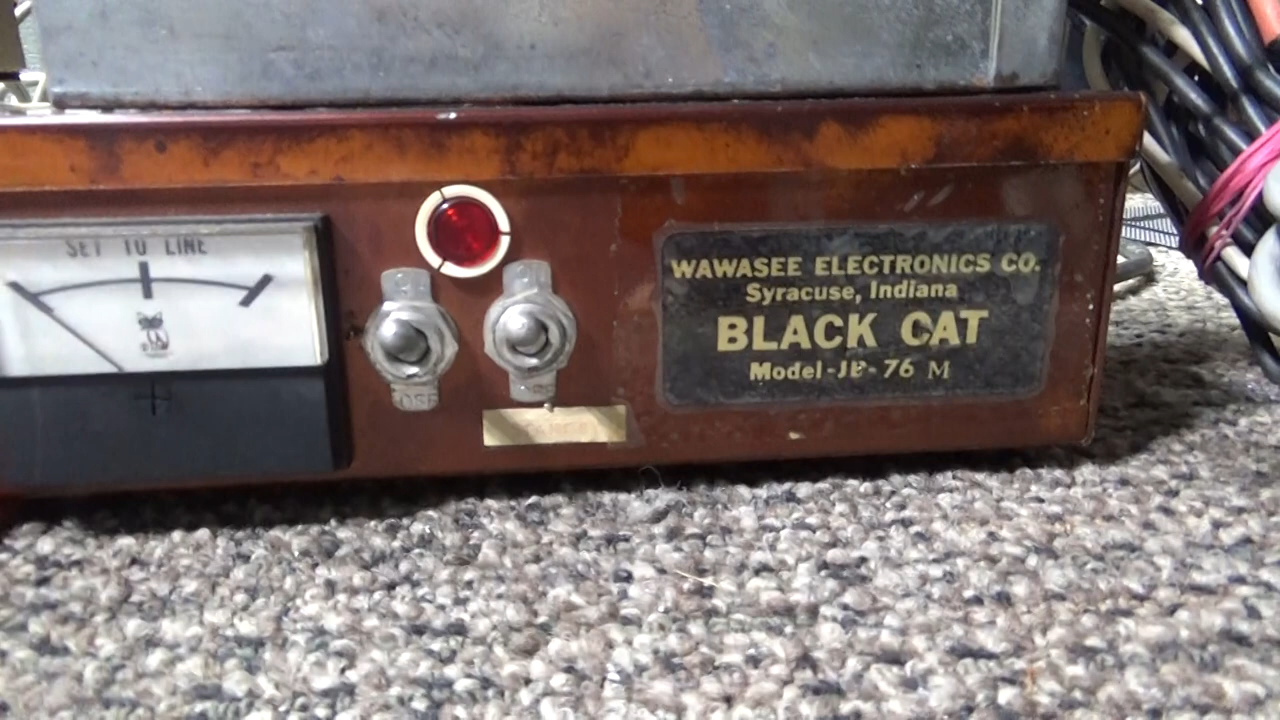 SET TO LINE
WAWASEE ELECTRONICS CO.
Syracuse, Indiana
BLACK CAT
Model-JB-76 M